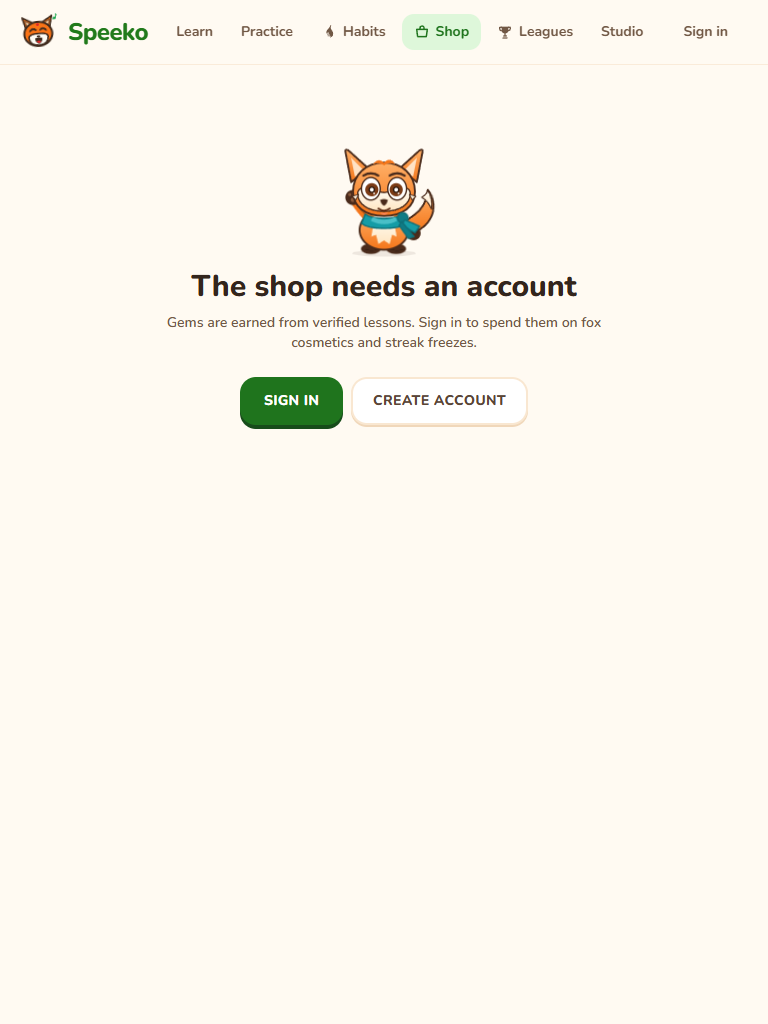 Speeko
Learn
Practice
Habits
Shop
Leagues
Studio
Sign in
The shop needs an account
Gems are earned from verified lessons. Sign in to spend them on fox
cosmetics and streak freezes.
SIGN IN
CREATE ACCOUNT